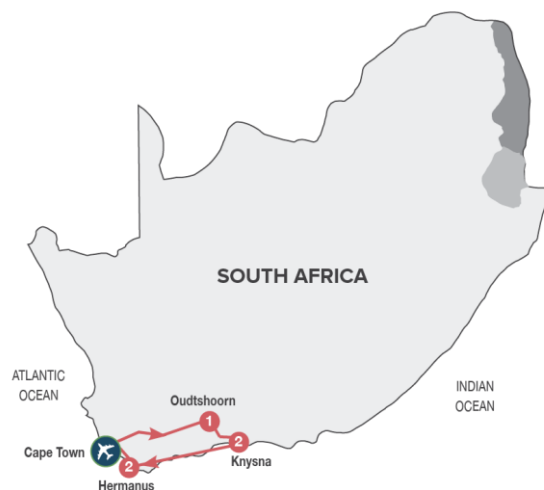 SOUTH AFRICA
ATLANTIC
OCEAN
INDIAN
OCEAN
Oudtshoorn
1
Cape Town
2
Knysna
2
Hermanus